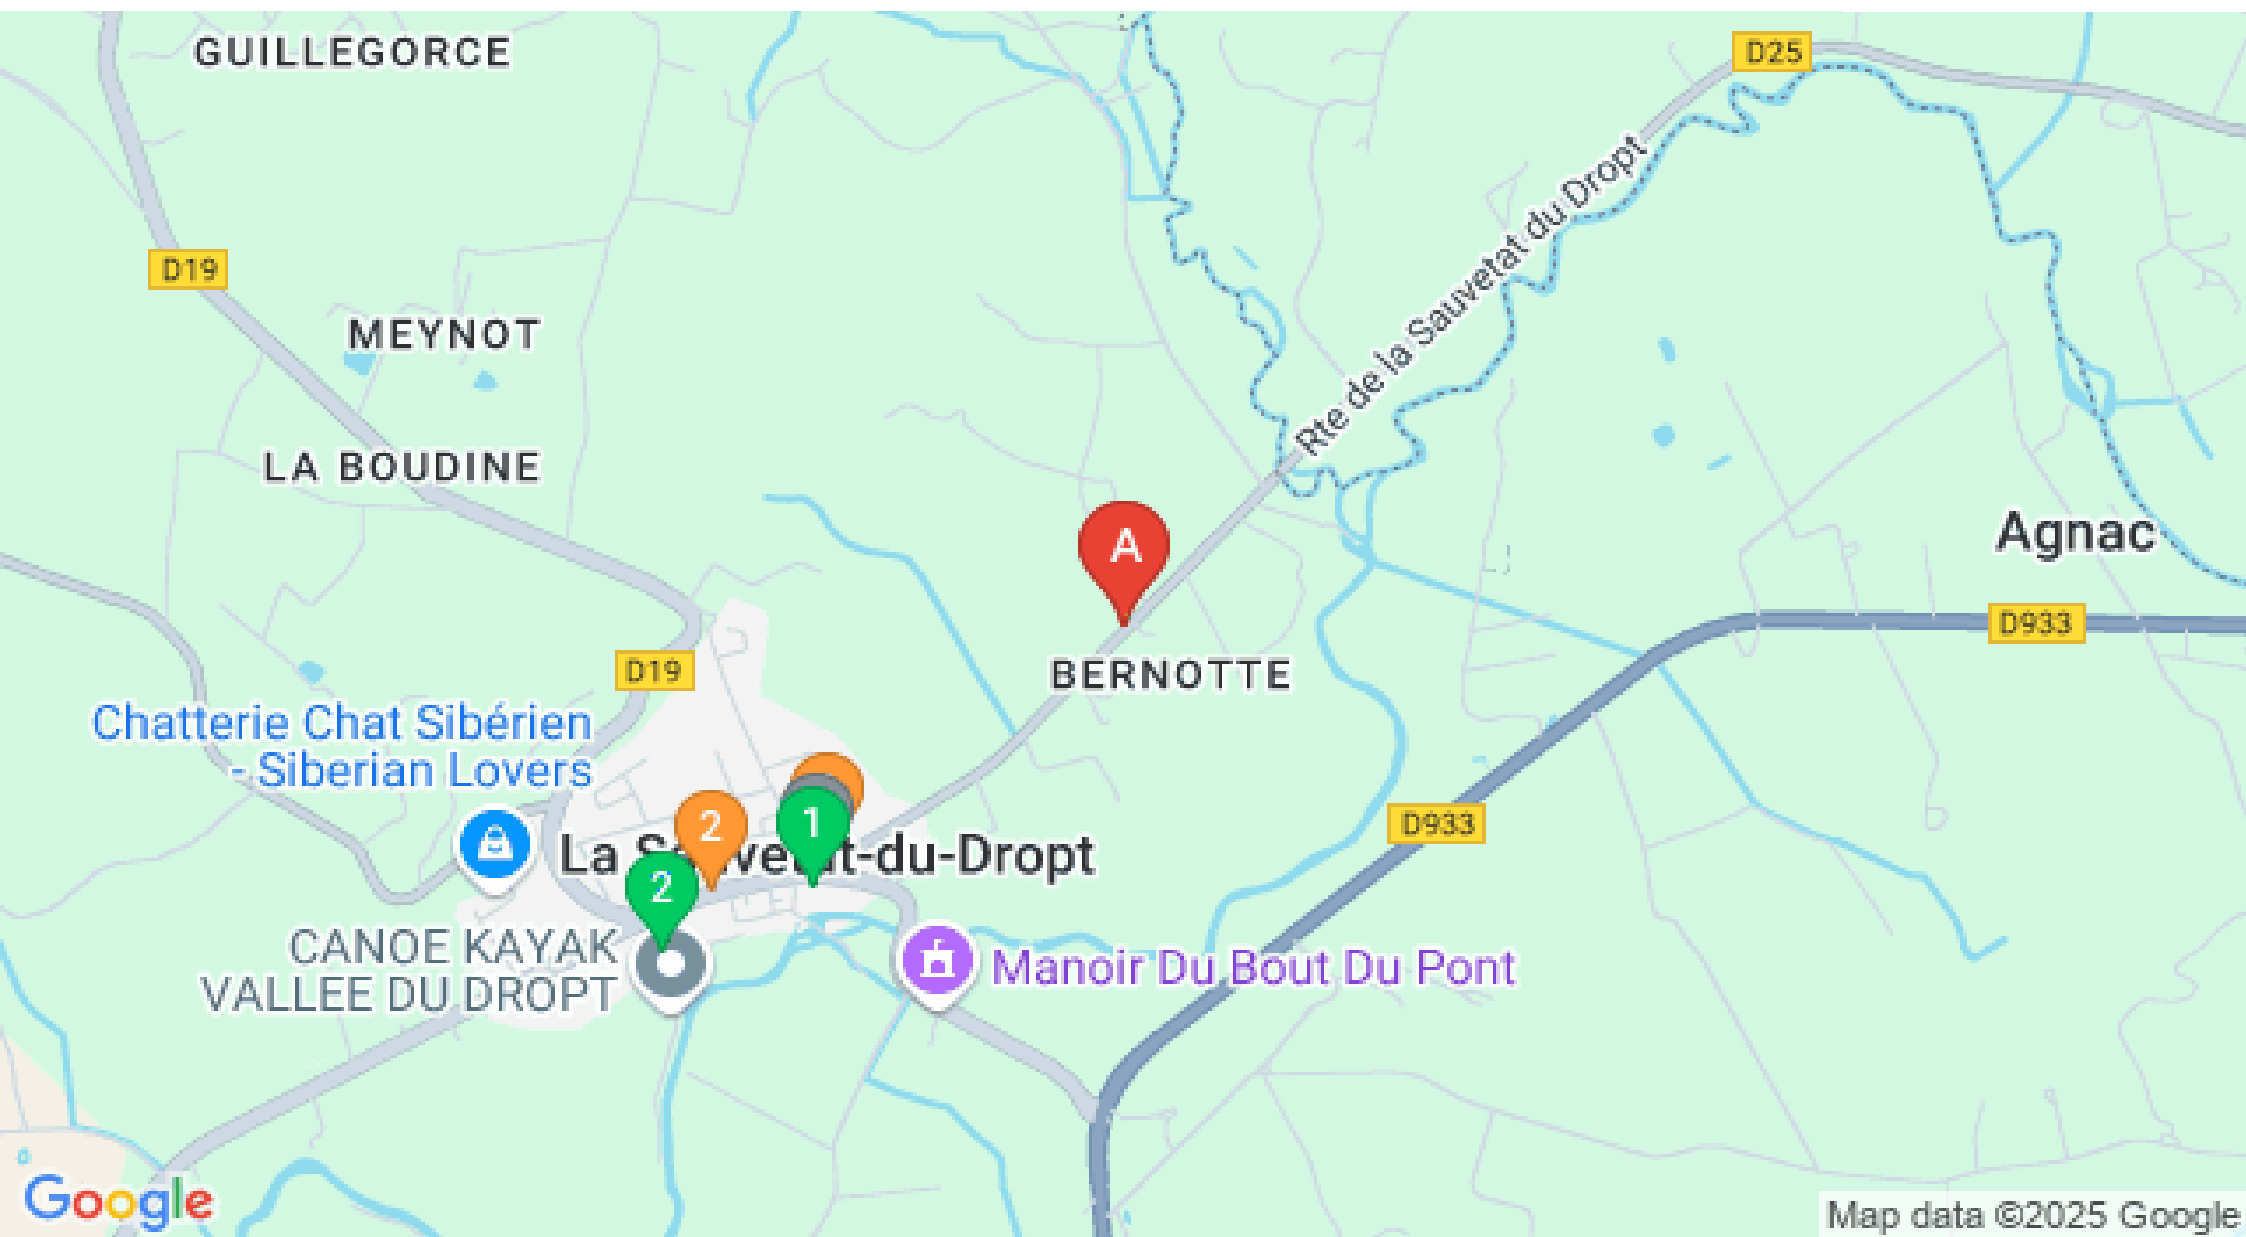 GUILLEGORCE
D25
Rte de la Sauvetat du Dropt
D19
MEYNOT
LA BOUDINE
A
Agnac
D933
BERNOTTE
D19
Chatterie Chat Sibérien
- Siberian Lovers
2
1
D933
La Sauvetat-du-Dropt
2
CANOE KAYAK
VALLEE DU DROPT
Manoir Du Bout Du Pont
Google
Map data ©2025 Google